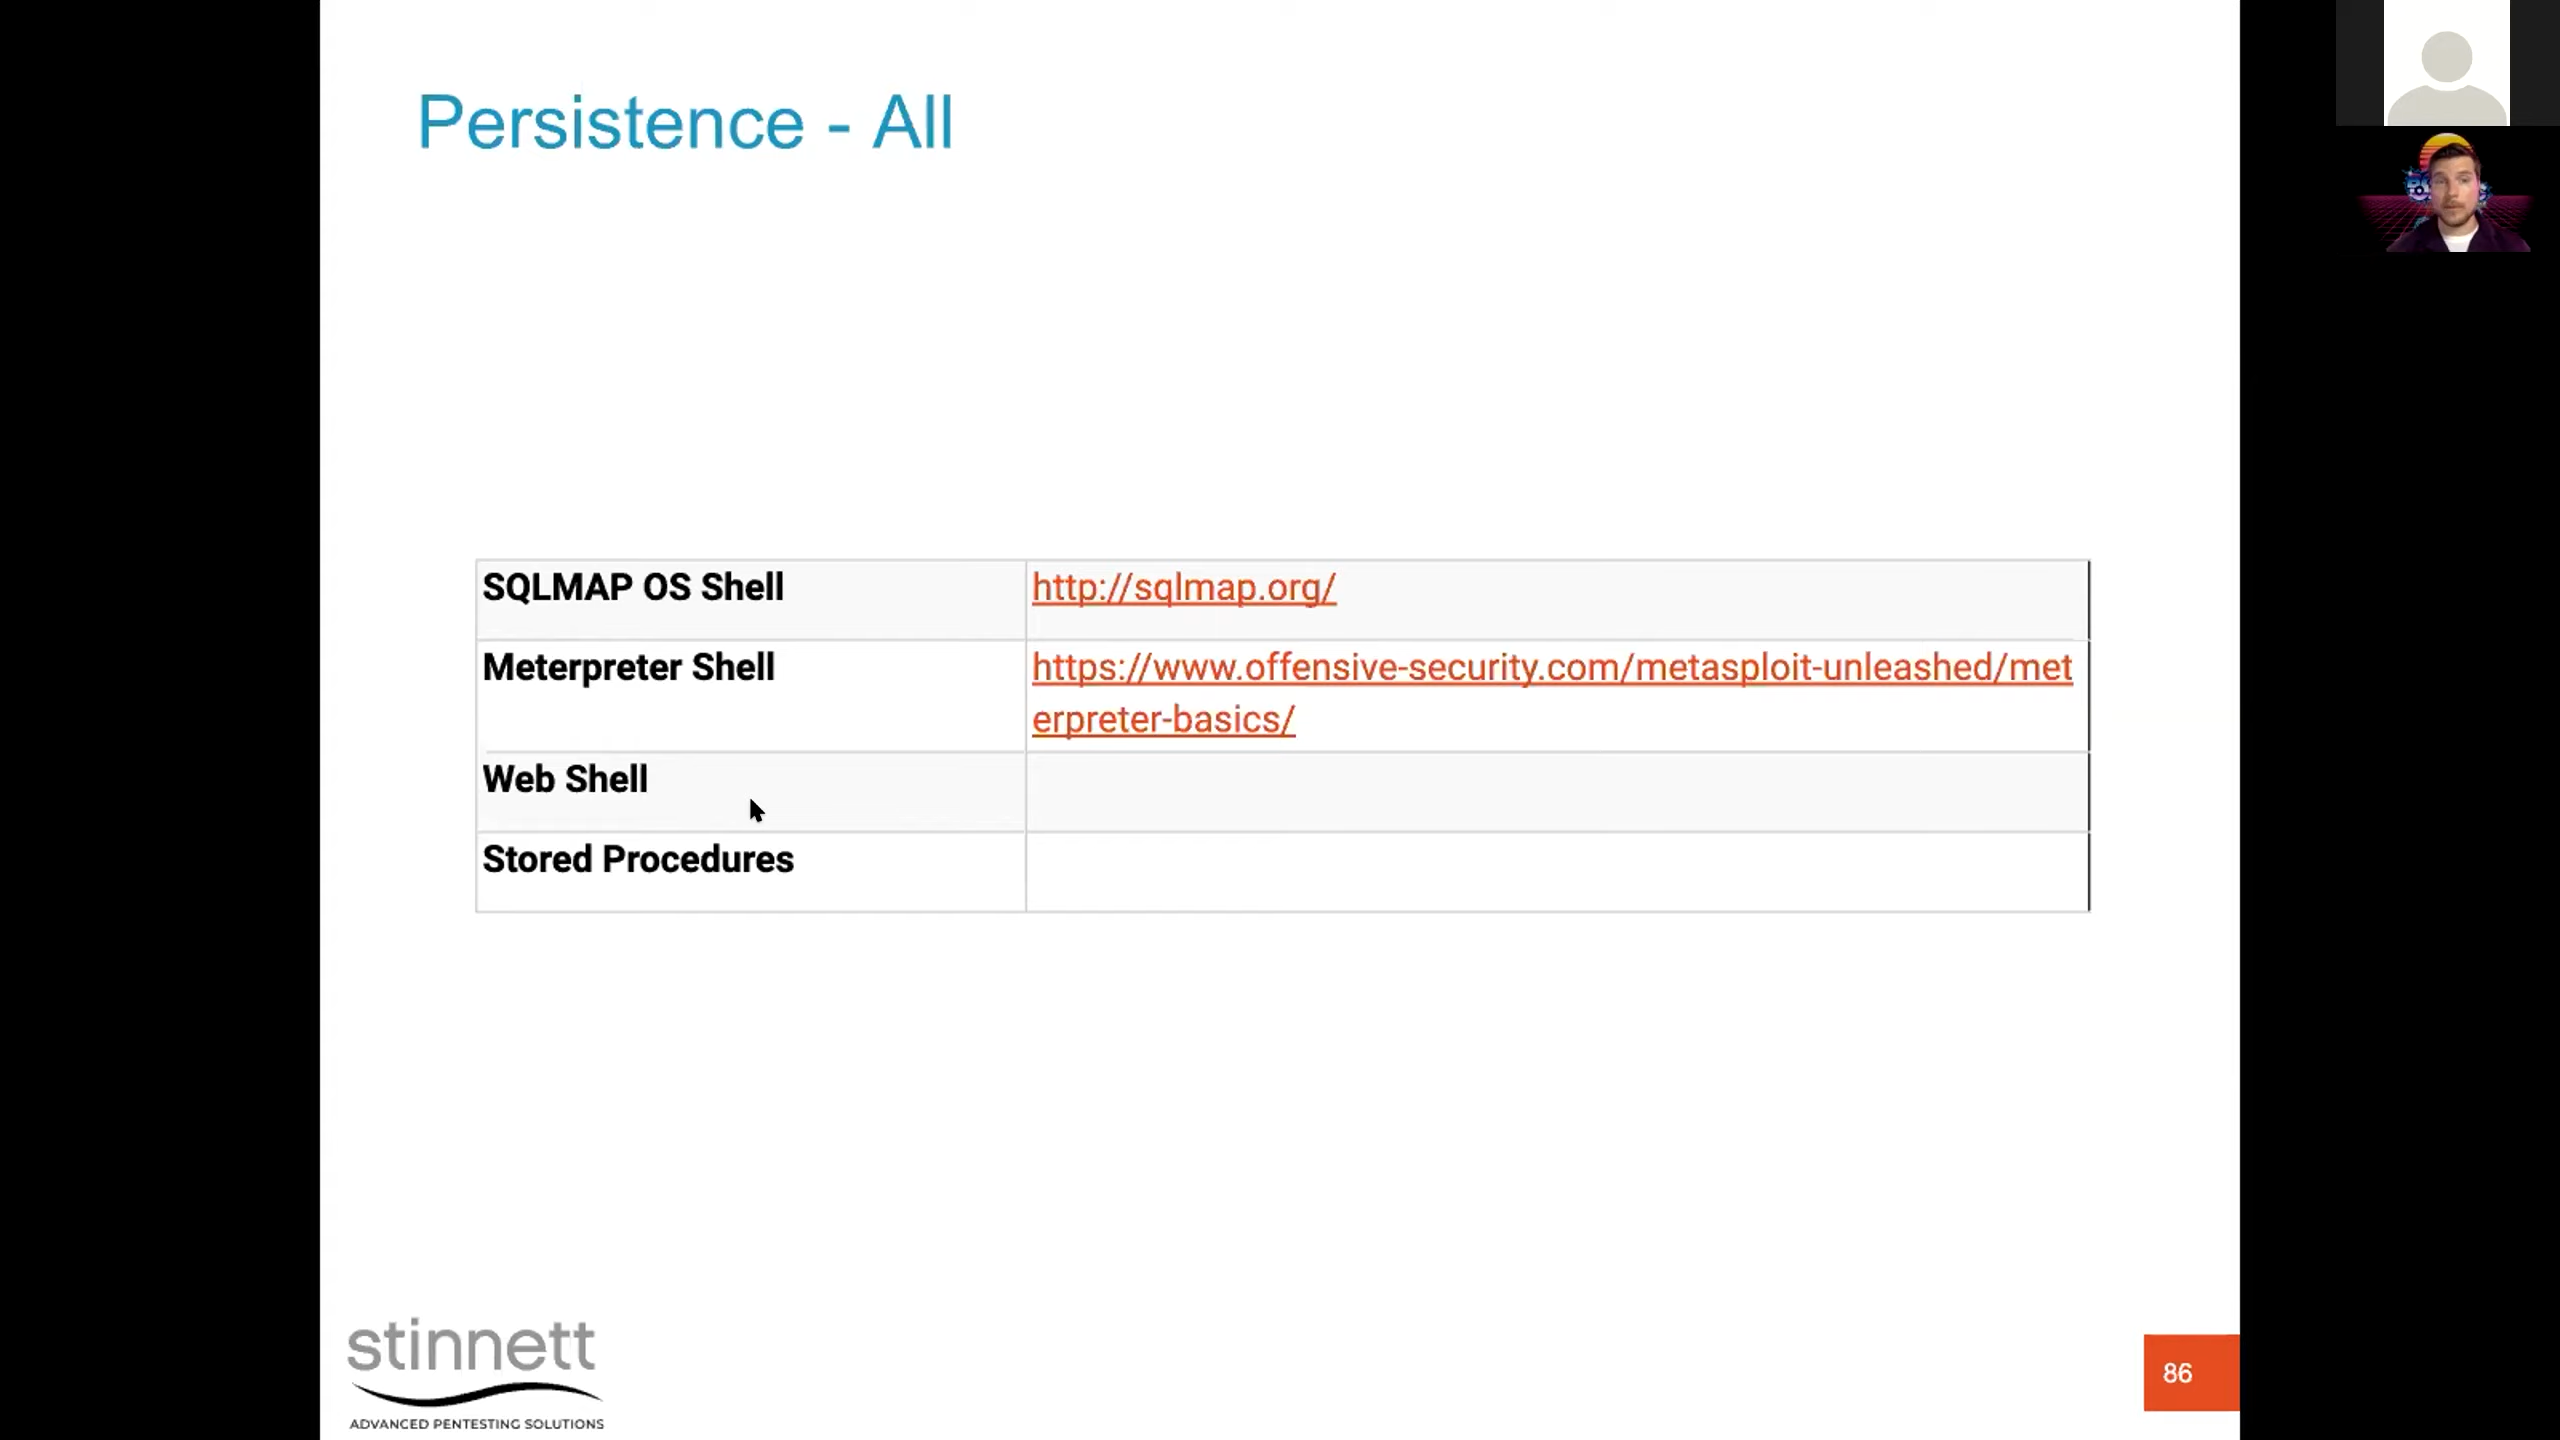 Persistence - All
SQLMAP OS Shell
http://sqlmap.org/
Meterpreter Shell
https://www.offensive-security.com/metasploit-unleashed/met
erpreter-basics/
Web Shell
Stored Procedures
stinnett
ADVANCED PENTESTING SOLUTIONS
86